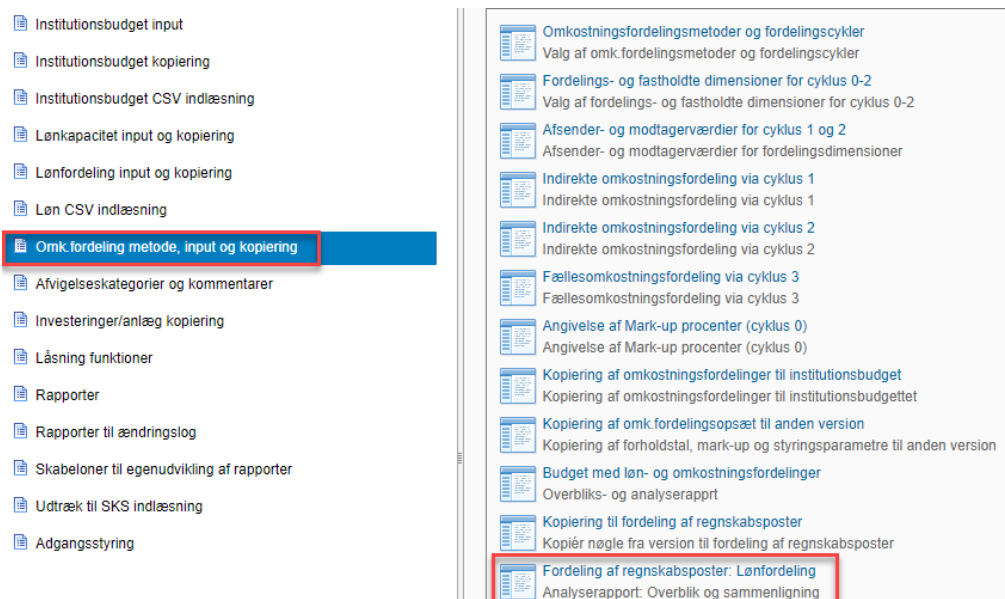 Institutionsbudget input
Institutionsbudget kopiering
Institutionsbudget CSV indlæsning
Lønkapacitet input og kopiering
Lønfordeling input og kopiering
Løn CSV indlæsning
Omk.fordeling metode, input og kopiering
Afvigelseskategorier og kommentarer
Investeringer/anlæg kopiering
Låsning funktioner
Rapporter
Rapporter til ændringslog
Skabeloner til egenudvikling af rapporter
Udtræk til SKS indlæsning
Adgangsstyring
Omkostningsfordelingsmetoder og fordelingscykler
Valg af omk.fordelingsmetoder og fordelingscykler
Fordelings- og fastholdte dimensioner for cyklus 0-2
Valg af fordelings- og fastholdte dimensioner for cyklus 0-2
Afsender- og modtagerværdier for cyklus 1 og 2
Afsender- og modtagerværdier for fordelingsdimensioner
Indirekte omkostningsfordeling via cyklus 1
Indirekte omkostningsfordeling via cyklus 1
Indirekte omkostningsfordeling via cyklus 2
Indirekte omkostningsfordeling via cyklus 2
Fællesomkostningsfordeling via cyklus 3
Fællesomkostningsfordeling via cyklus 3
Angivelse af Mark-up procenter (cyklus 0)
Angivelse af Mark-up procenter (cyklus 0)
Kopiering af omkostningsfordelinger til institutionsbudget
Kopiering af omkostningsfordelinger til institutionsbudgettet
Kopiering af omk.fordelingsopsæt til anden version
Kopiering af forholdstal, mark-up og styringsparametre til anden version
Budget med løn- og omkostningsfordelinger
Overbliks- og analyserapprt
Kopiering til fordeling af regnskabsposter
Kopiér nøgle fra version til fordeling af regnskabsposter
Fordeling af regnskabsposter: Lønfordeling
Analyserapport: Overblik og sammenligning